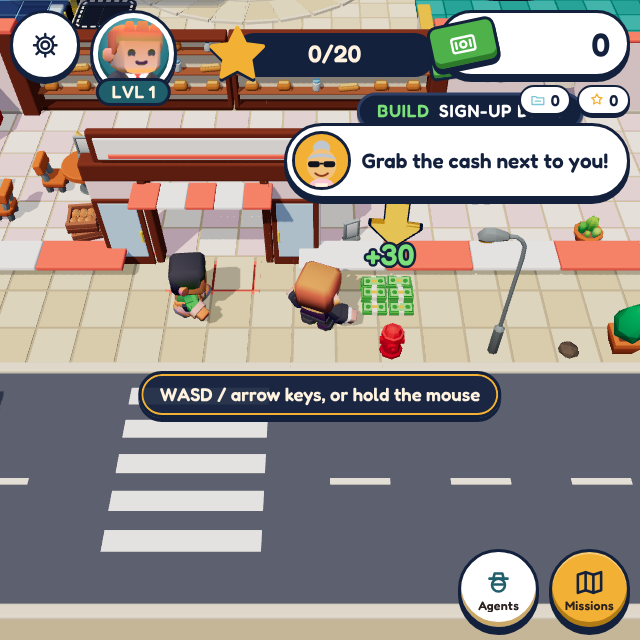 0/20
0
LVL 1
BUILD SIGN-UP
0
0
Grab the cash next to you!
+30
WASD / arrow keys, or hold the mouse
Agents
Missions